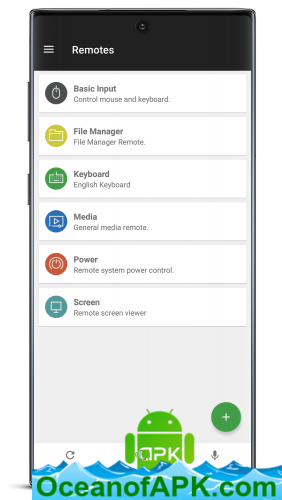 Remotes
Basic Input
Control mouse and keyboard.
File Manager
File Manager Remote.
Keyboard
English Keyboard
Media
General media remote.
Power
Remote system power control.
Screen
Remote screen viewer
+
APK
OceanofAPK.com